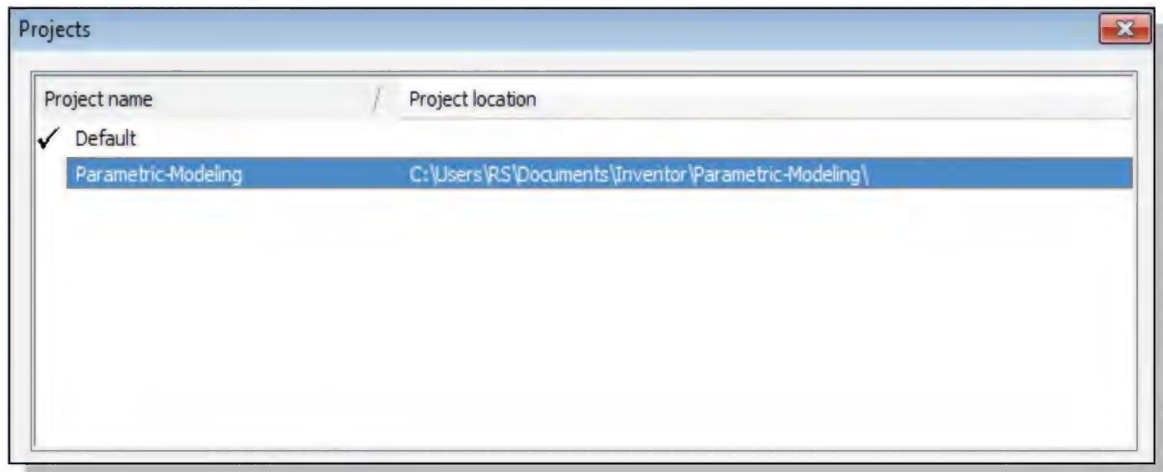 Projects
Project name / Project location
✓ Default
Parametric-Modeling C:\Users\RS\Documents\Inventor\Parametric-Modeling\